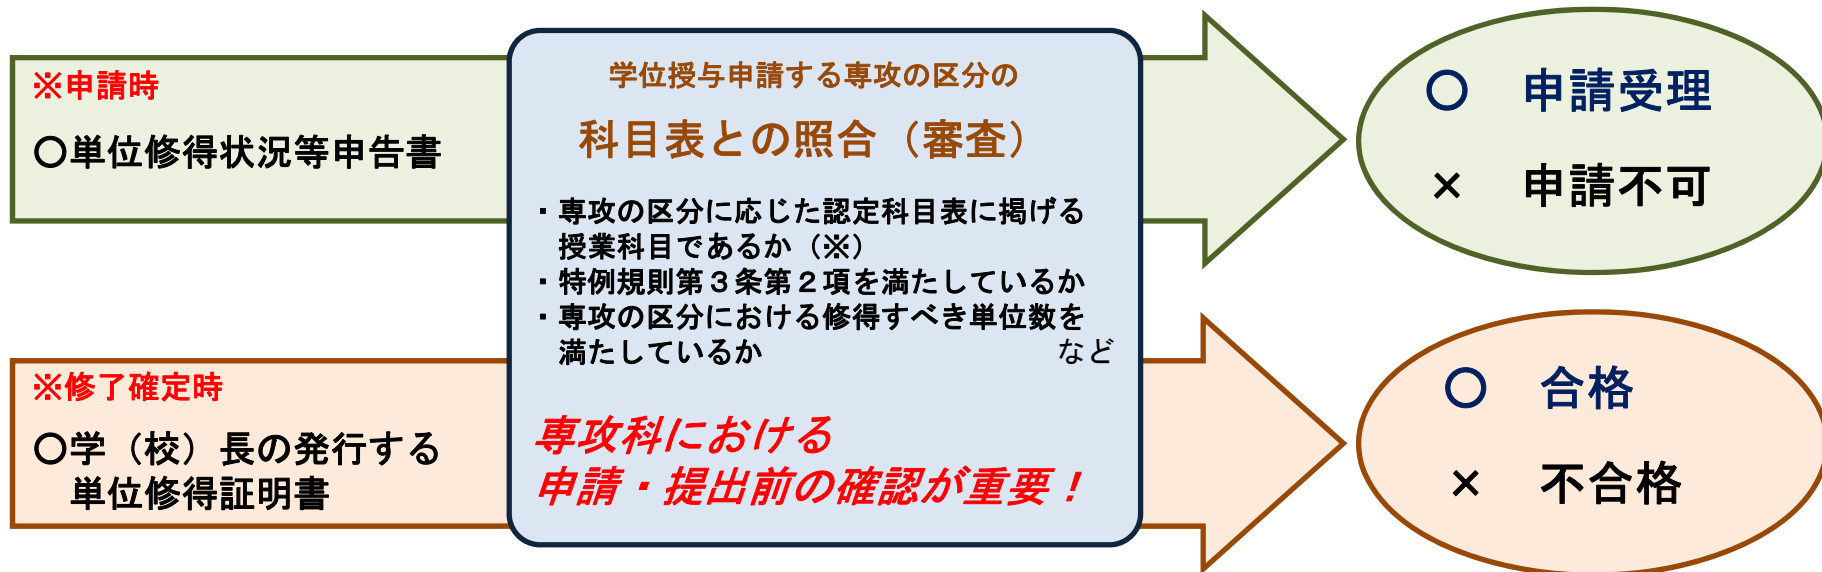 ※申請時
〇単位修得状況等申告書
※修了確定時
〇学（校）長の発行する
単位修得証明書
学位授与申請する専攻の区分の
科目表との照合（審査）
・専攻の区分に応じた認定科目表に掲げる
授業科目であるか（※）
・特例規則第３条第２項を満たしているか
・専攻の区分における修得すべき単位数を
満たしているか　など
専攻科における
申請・提出前の確認が重要！
〇　申請受理
×　申請不可
〇　合格
×　不合格